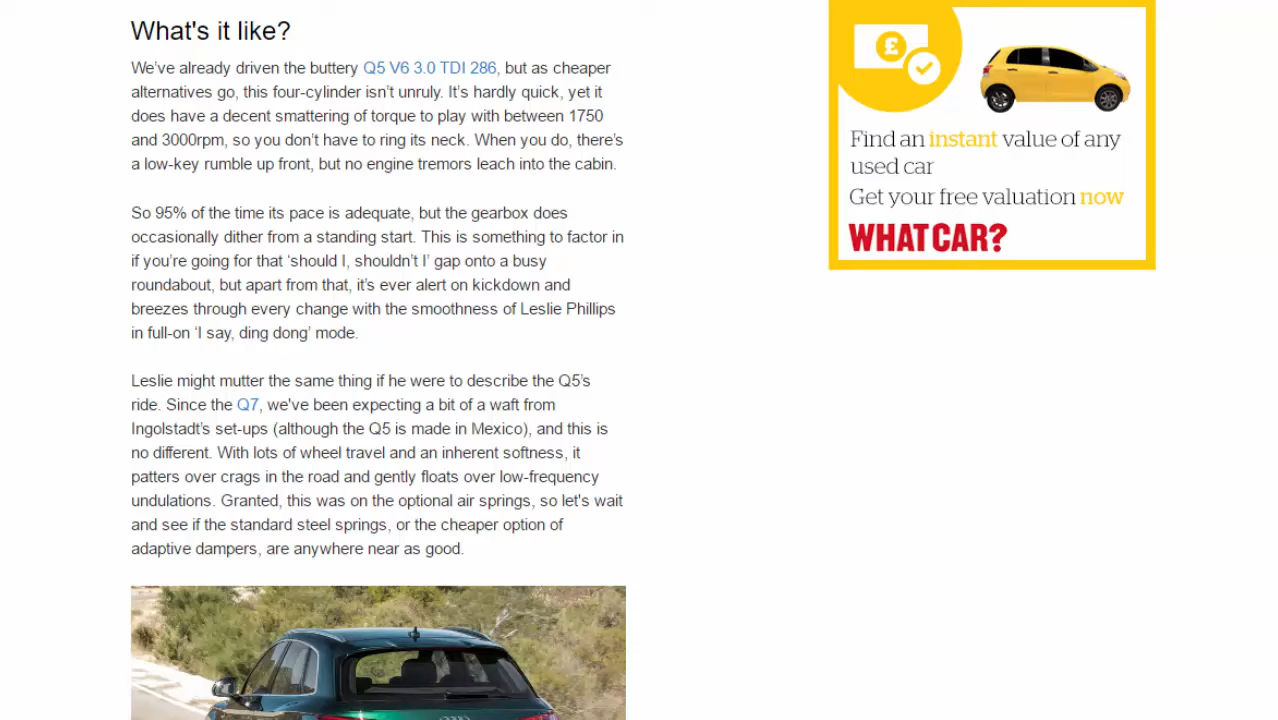 What's it like?
We’ve already driven the buttery Q5 V6 3.0 TDI 286, but as cheaper
alternatives go, this four-cylinder isn’t unruly. It’s hardly quick, yet it
does have a decent smattering of torque to play with between 1750
and 3000rpm, so you don’t have to ring its neck. When you do, there’s
a low-key rumble up front, but no engine tremors leach into the cabin.
So 95% of the time its pace is adequate, but the gearbox does
occasionally dither from a standing start. This is something to factor in
if you’re going for that ‘should I, shouldn’t I’ gap onto a busy
roundabout, but apart from that, it’s ever alert on kickdown and
breezes through every change with the smoothness of Leslie Phillips
in full-on ‘I say, ding dong’ mode.
Leslie might mutter the same thing if he were to describe the Q5’s
ride. Since the Q7, we've been expecting a bit of a waft from
Ingolstadt’s set-ups (although the Q5 is made in Mexico), and this is
no different. With lots of wheel travel and an inherent softness, it
patters over crags in the road and gently floats over low-frequency
undulations. Granted, this was on the optional air springs, so let's wait
and see if the standard steel springs, or the cheaper option of
adaptive dampers, are anywhere near as good.
£
Find an instant value of any
used car
Get your free valuation now
WHATCAR?